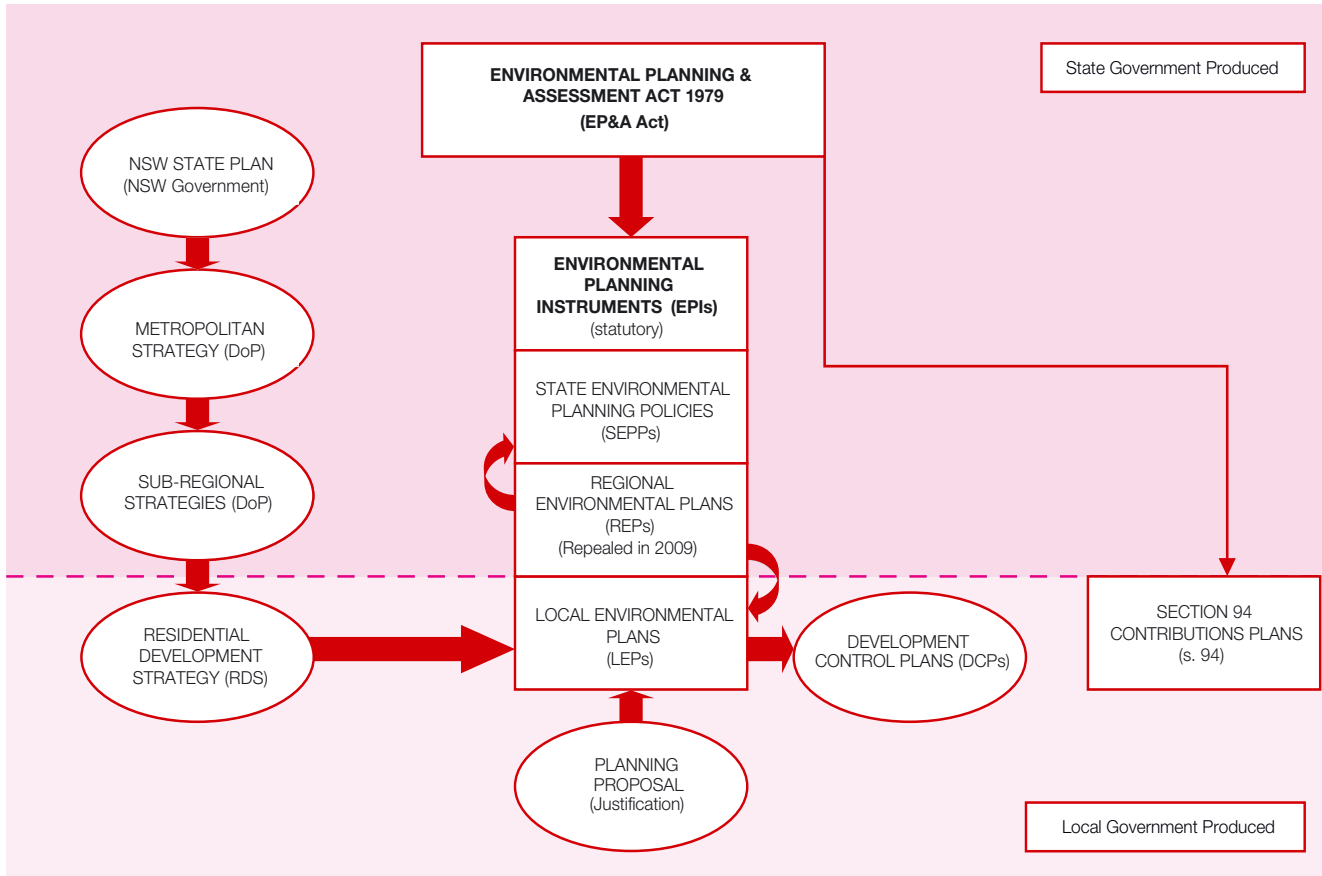 State Government Produced
ENVIRONMENTAL PLANNING &
ASSESSMENT ACT 1979
(EP&A Act)
NSW STATE PLAN
(NSW Government)
METROPOLITAN
STRATEGY (DoP)
SUB-REGIONAL
STRATEGIES (DoP)
RESIDENTIAL
DEVELOPMENT
STRATEGY (RDS)
ENVIRONMENTAL
PLANNING
INSTRUMENTS (EPIs)
(statutory)
STATE ENVIRONMENTAL
PLANNING POLICIES
(SEPPs)
REGIONAL
ENVIRONMENTAL PLANS
(REPs)
(Repealed in 2009)
LOCAL ENVIRONMENTAL
PLANS
(LEPs)
DEVELOPMENT
CONTROL PLANS (DCPs)
SECTION 94
CONTRIBUTIONS PLANS
(s. 94)
PLANNING
PROPOSAL
(Justification)
Local Government Produced